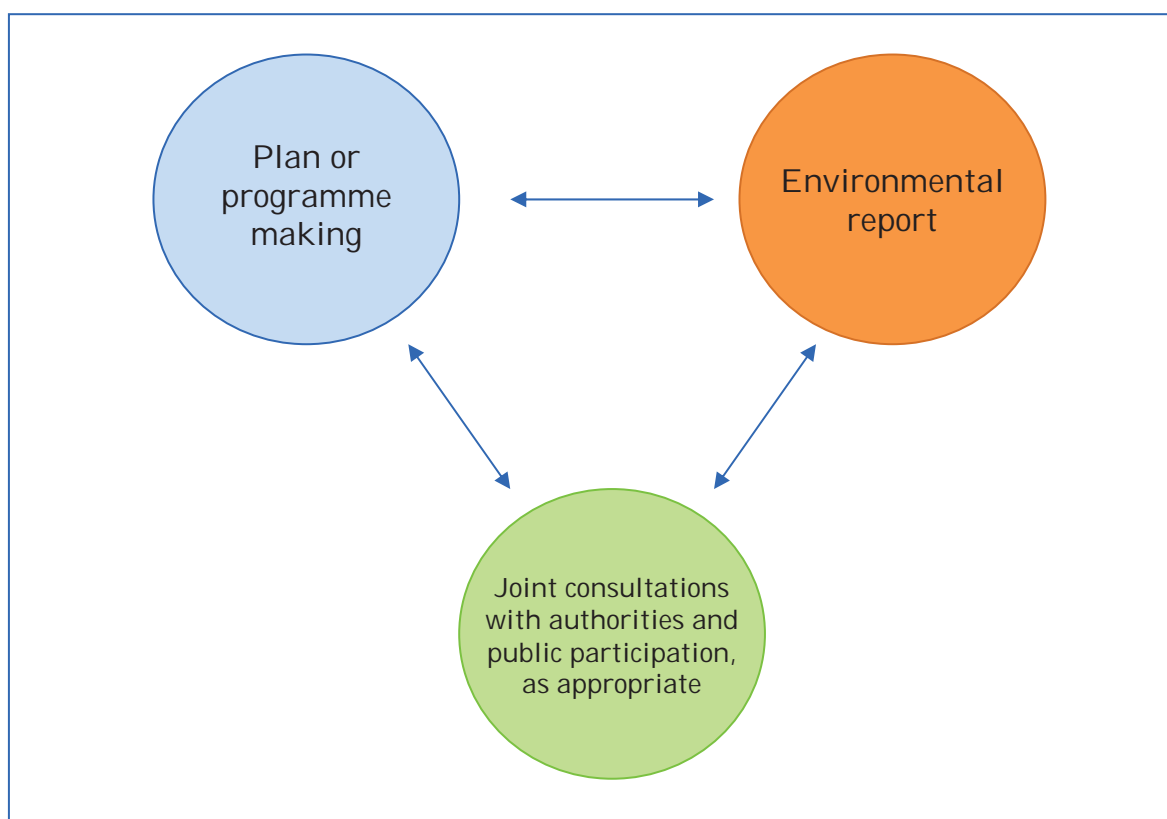 Plan or
programme
making
Environmental
report
Joint consultations
with authorities and
public participation,
as appropriate